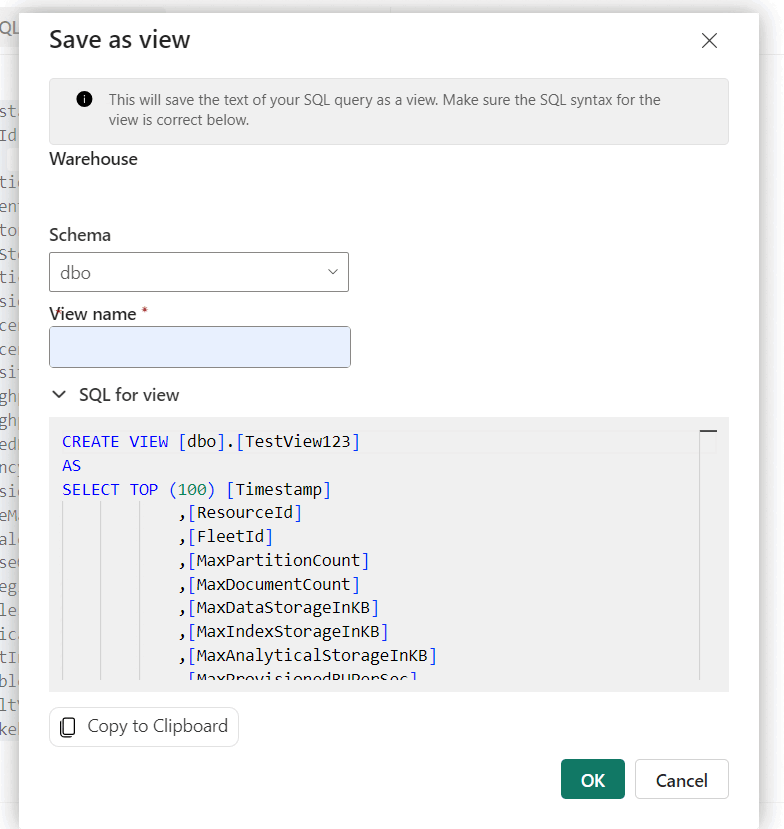 Save as view
This will save the text of your SQL query as a view. Make sure the SQL syntax for the
view is correct below.
Warehouse
Schema
dbo
View name *
SQL for view
CREATE VIEW [dbo].[TestView123]
AS
SELECT TOP (100) [Timestamp]
,[ResourceId]
,[FleetId]
,[MaxPartitionCount]
,[MaxDocumentCount]
,[MaxDataStorageInKB]
,[MaxIndexStorageInKB]
,[MaxAnalyticalStorageInKB]
,[MaxProvisionedRUPerSec]
Copy to Clipboard
OK
Cancel